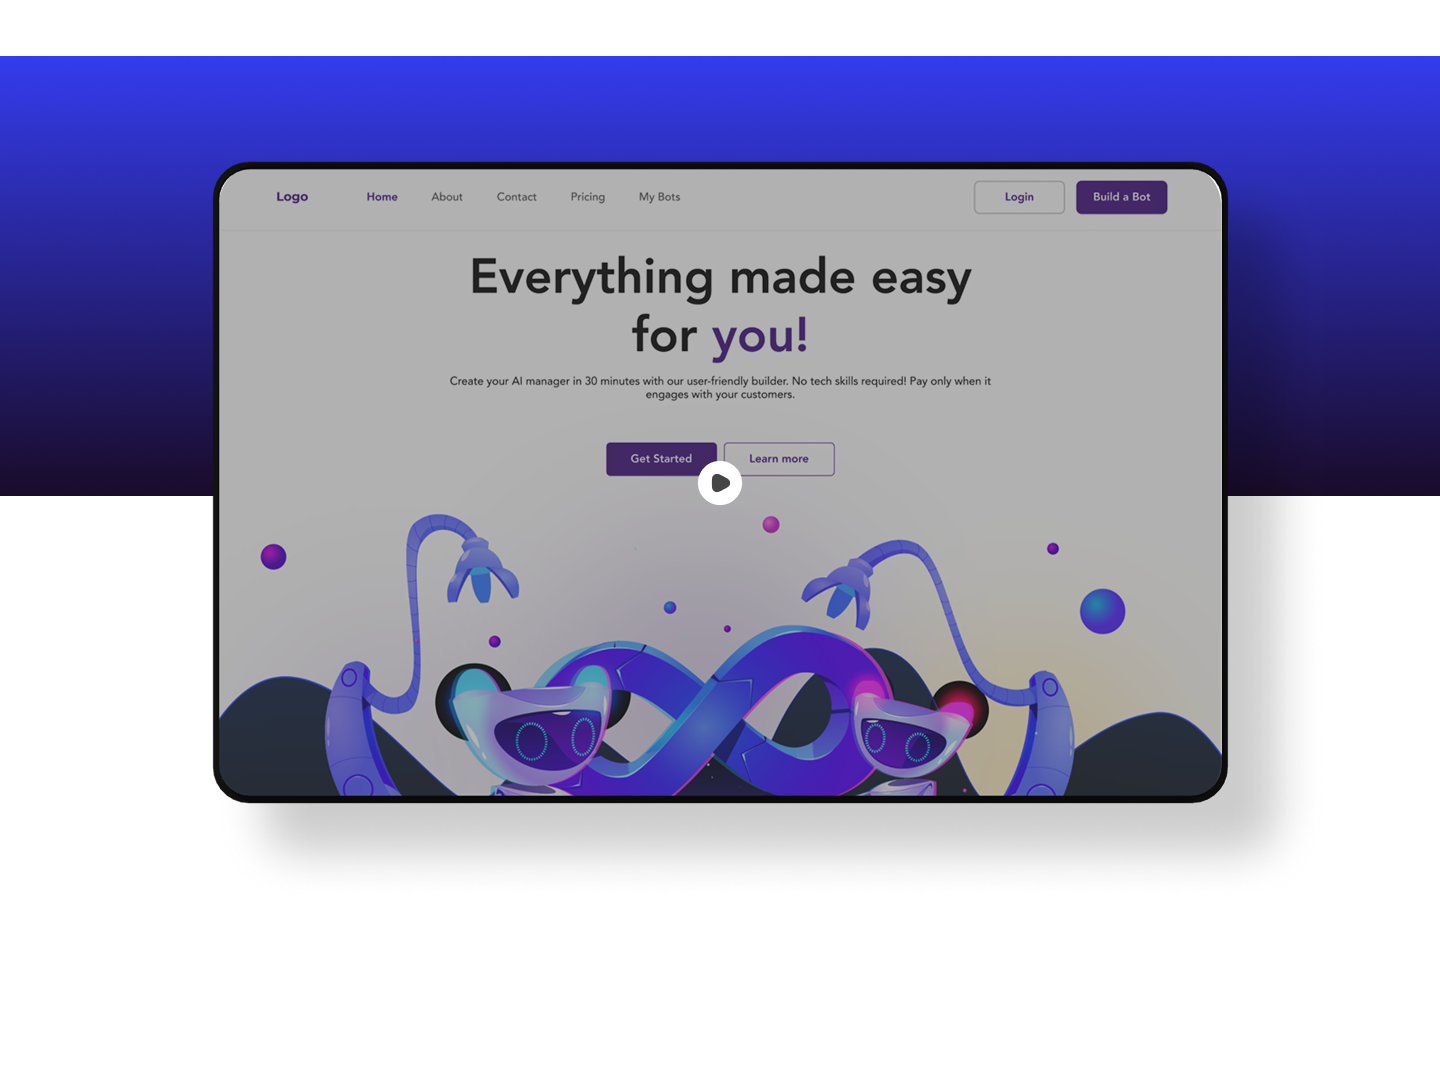 Logo Home About Contact Pricing My Bots Login Build a Bot
Everything made easy
for you!
Create your AI manager in 30 minutes with our user-friendly builder. No tech skills required! Pay only when it
engages with your customers.
Get Started Learn more